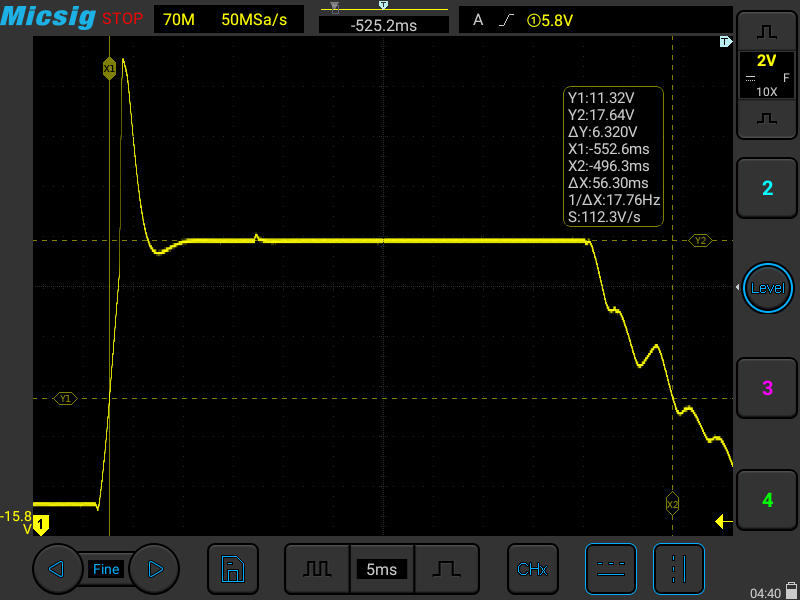 Micsig STOP 70M 50MSa/s T -525.2ms A ①5.8V
T
X1
2V
F
10X
Y1:11.32V
Y2:17.64V
ΔY:6.320V
X1:-552.6ms
X2:-496.3ms
ΔX:56.30ms
1/ΔX:17.76Hz
S:112.3V/s
2
Y2
Level
Y1
3
X2
4
-15.8
V
1
Fine 5ms CHx
04:40